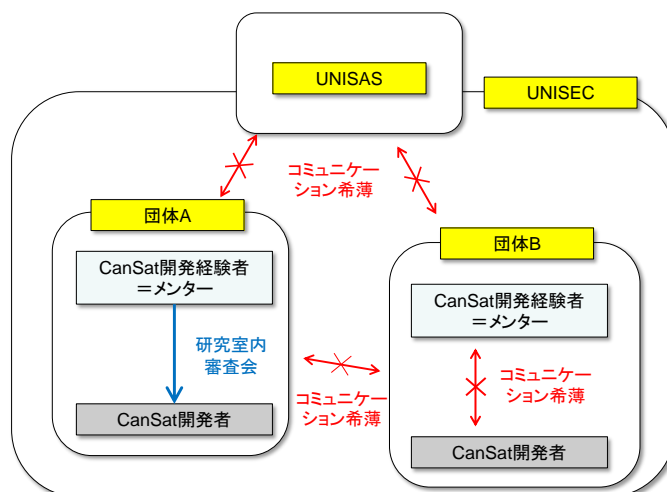 UNISAS
UNISEC
コミュニケー
ション希薄
団体A
団体B
CanSat開発経験者
＝メンター
CanSat開発経験者
＝メンター
研究室内
審査会
コミュニケー
ション希薄
コミュニケー
ション希薄
CanSat開発者
CanSat開発者